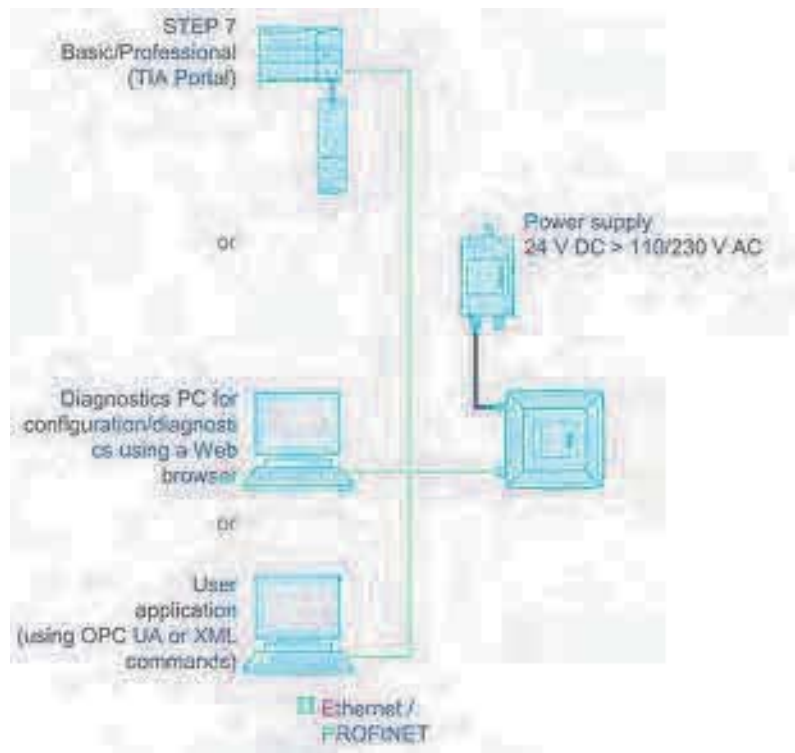 STEP 7
Basic/Professional
(TIA Portal)
or
Power supply
24 V DC > 110/230 V AC
Diagnostics PC for
configuration/diagnosti
cs using a Web
browser
or
User
application
(using OPC UA or XML
commands)
Ethernet /
PROFINET